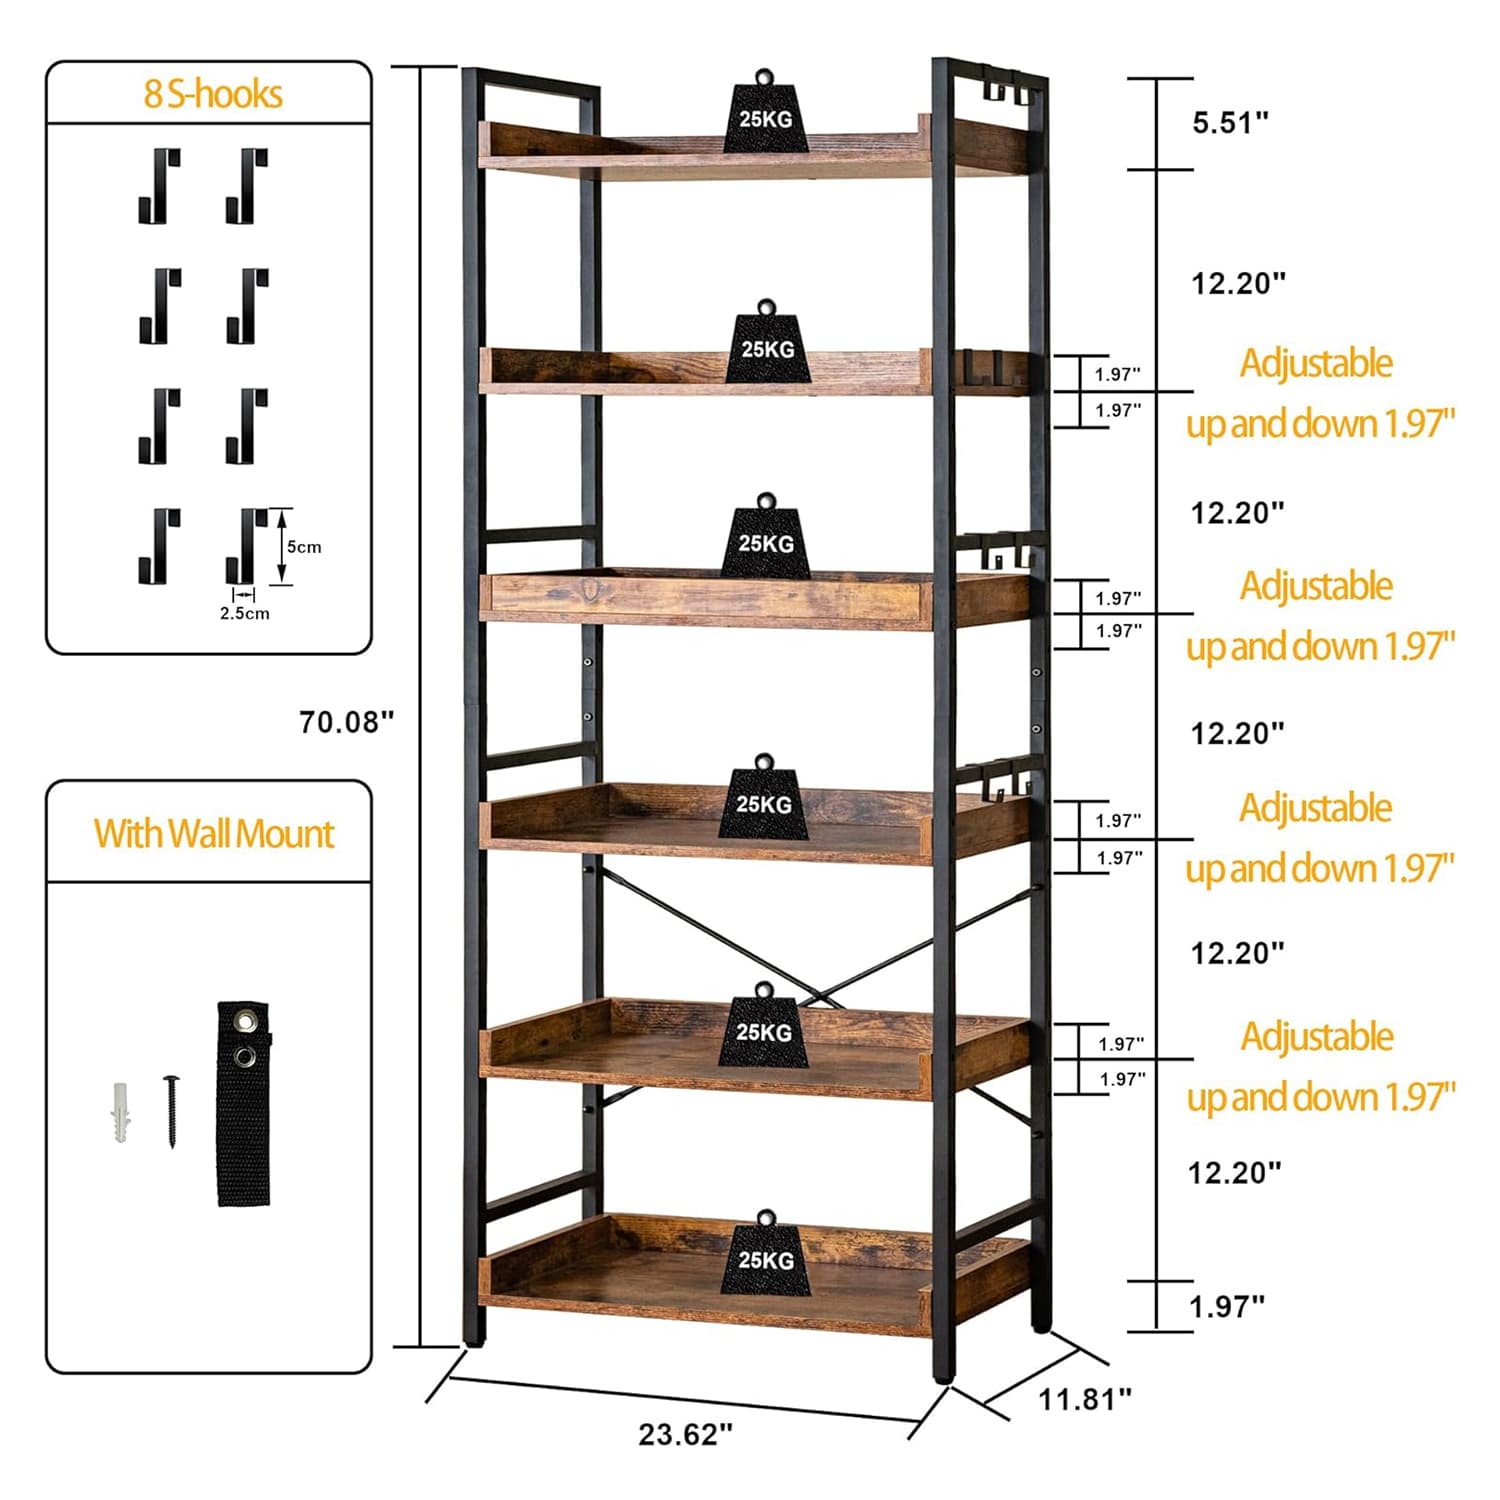 8 S-hooks
5cm
2.5cm
With Wall Mount
70.08"
25KG
25KG
25KG
25KG
25KG
25KG
5.51"
12.20"
1.97"
1.97"
Adjustable
up and down 1.97"
12.20"
1.97"
1.97"
Adjustable
up and down 1.97"
12.20"
1.97"
1.97"
Adjustable
up and down 1.97"
12.20"
1.97"
1.97"
Adjustable
up and down 1.97"
12.20"
1.97"
11.81"
23.62"